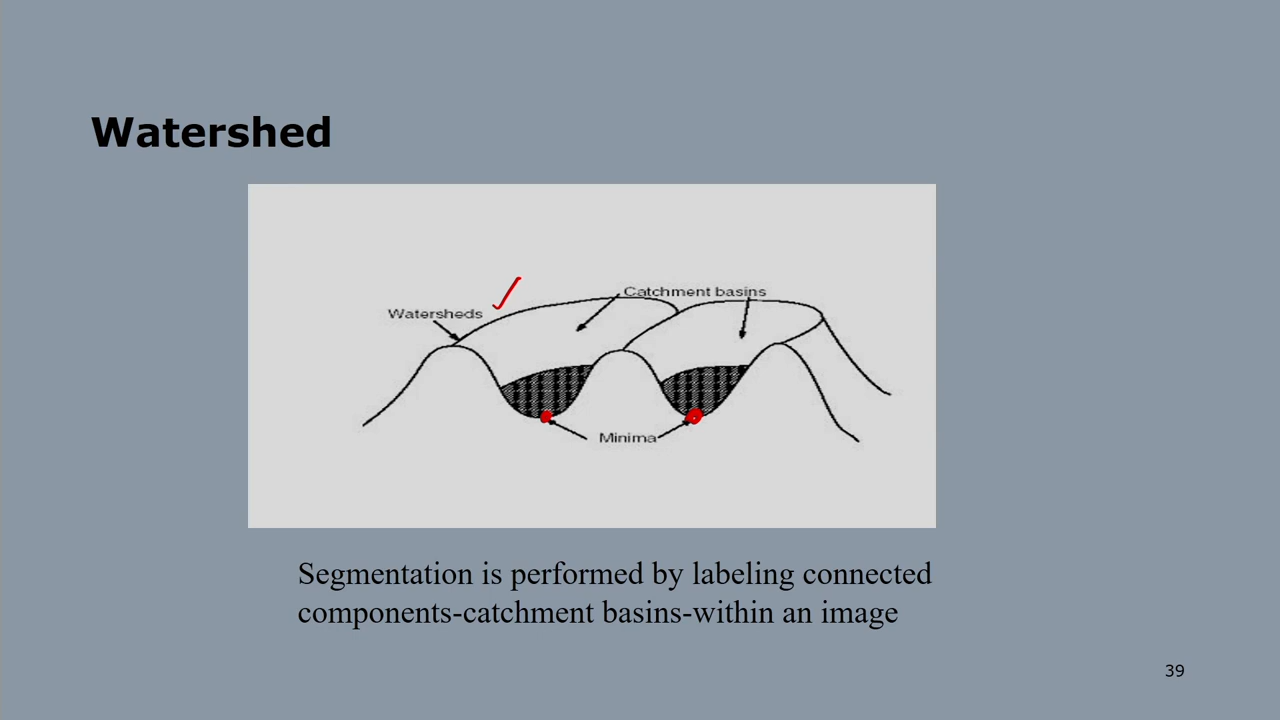 Watershed
Watersheds
Catchment basins
Minima
Segmentation is performed by labeling connected
components-catchment basins-within an image
39